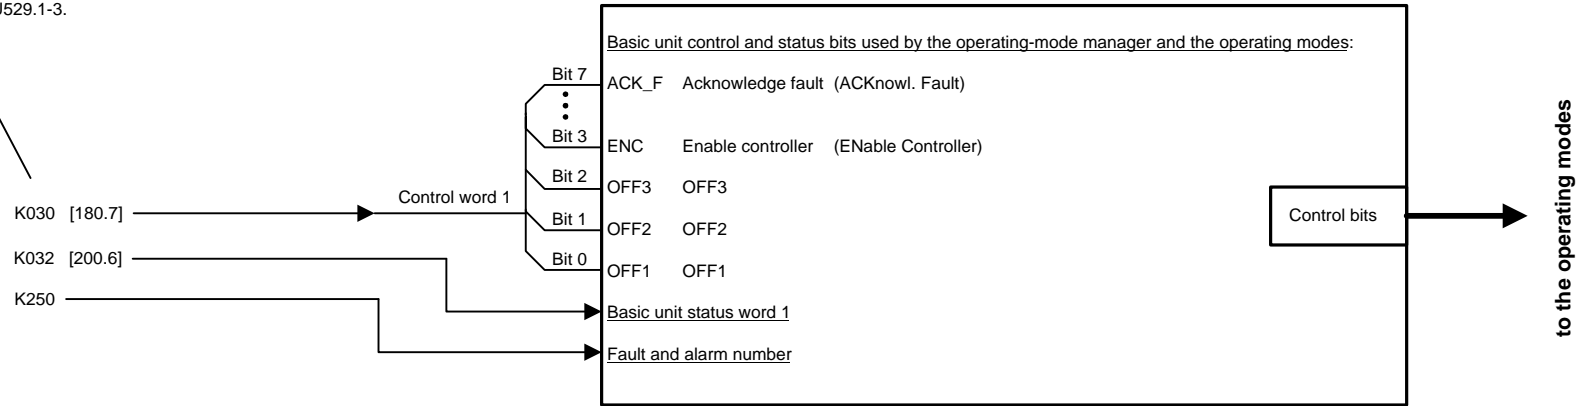 J529.1-3.
Basic unit control and status bits used by the operating-mode manager and the operating modes:
Bit 7
ACK_F Acknowledge fault (ACKnowl. Fault)
Bit 3
ENC Enable controller (ENable Controller)
Bit 2
OFF3 OFF3
Control word 1
K030 [180.7]
Bit 1
OFF2 OFF2
Control bits
K032 [200.6]
Bit 0
OFF1 OFF1
K250
Basic unit status word 1
Fault and alarm number
to the operating modes